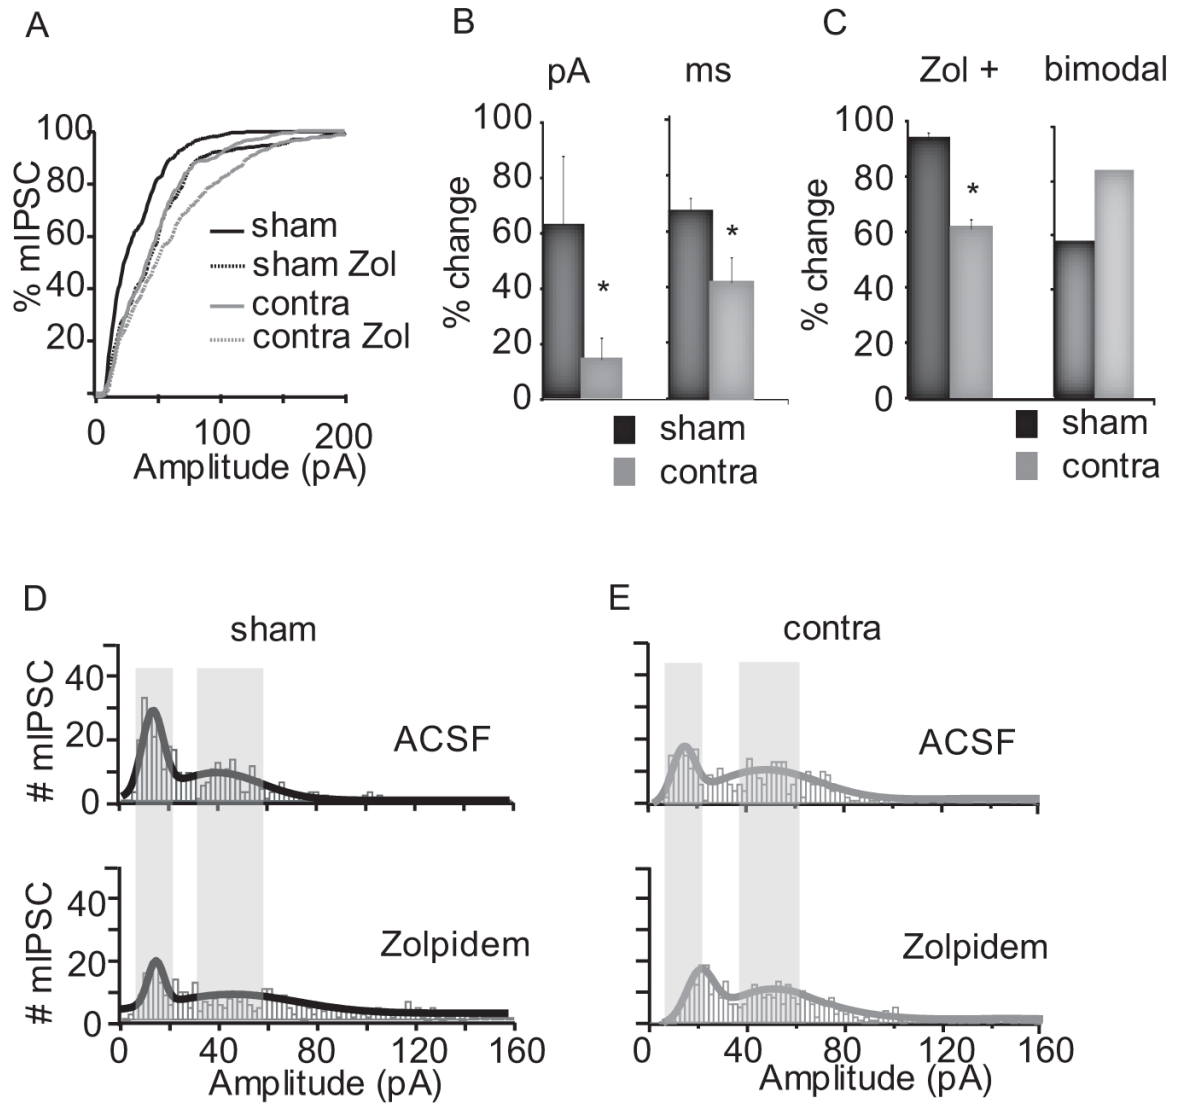 A
% mIPSC
100
80
60
40
20
0
100
200
Amplitude (pA)
sham
sham Zol
contra
contra Zol
B
pA
ms
% change
100
80
60
40
20
0
*
*
sham
contra
C
Zol +
bimodal
% change
100
80
60
40
20
0
*
sham
contra
D
sham
# mIPSC
40
20
0
ACSF
# mIPSC
40
20
0
Zolpidem
0
40
80
120
160
Amplitude (pA)
E
contra
ACSF
Zolpidem
0
40
80
120
160
Amplitude (pA)